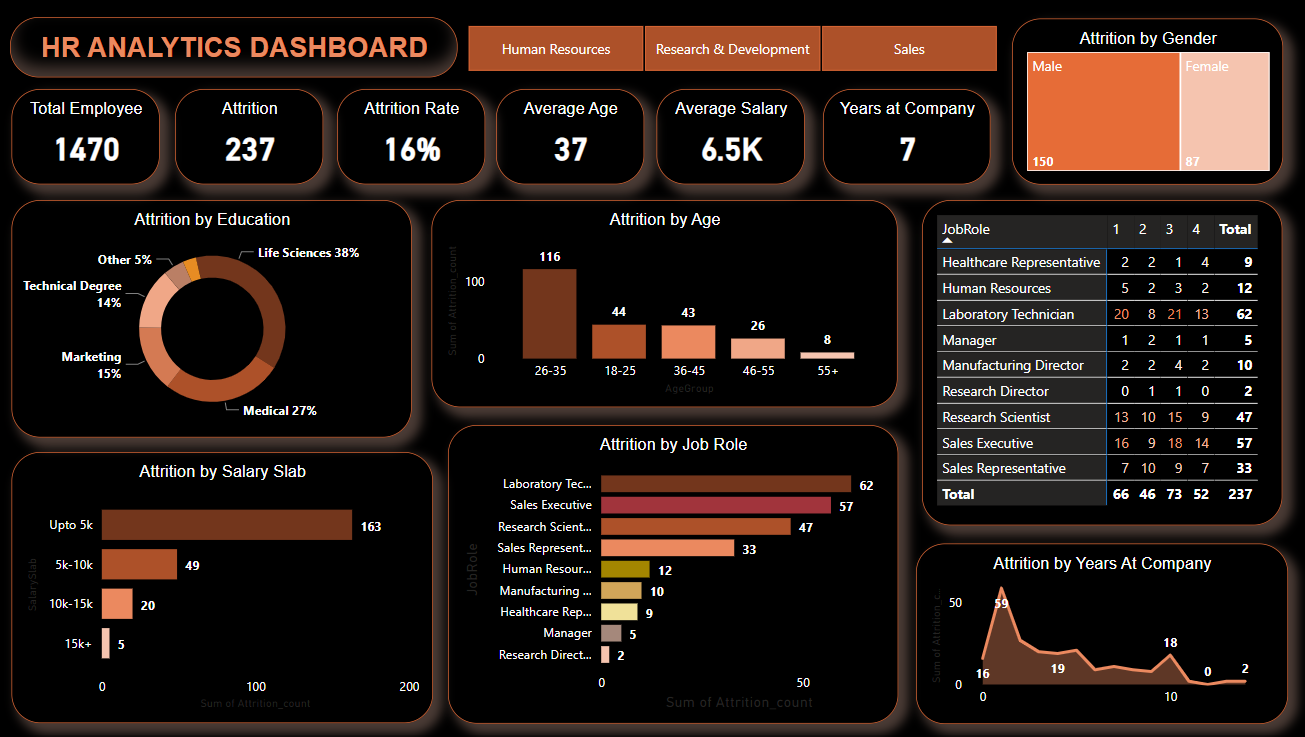 HR ANALYTICS DASHBOARD
Human Resources
Research & Development
Sales
Total Employee
1470
Attrition
237
Attrition Rate
16%
Average Age
37
Average Salary
6.5K
Years at Company
7
Attrition by Gender
Male
Female
150
87
Attrition by Education
Life Sciences 38%
Other 5%
Technical Degree
14%
Marketing
15%
Medical 27%
Attrition by Age
Sum of Attrition_count
100
0
116
44
43
26
8
26-35
18-25
36-45
46-55
55+
AgeGroup
JobRole 1 2 3 4 Total
Healthcare Representative 2 2 1 4 9
Human Resources 5 2 3 2 12
Laboratory Technician 20 8 21 13 62
Manager 1 2 1 1 5
Manufacturing Director 2 2 4 2 10
Research Director 0 1 1 0 2
Research Scientist 13 10 15 9 47
Sales Executive 16 9 18 14 57
Sales Representative 7 10 9 7 33
Total 66 46 73 52 237
Attrition by Salary Slab
SalarySlab
Upto 5k 163
5k-10k 49
10k-15k 20
15k+ 5
0 100 200
Sum of Attrition_count
Attrition by Job Role
JobRole
Laboratory Tec... 62
Sales Executive 57
Research Scient... 47
Sales Represent... 33
Human Resour... 12
Manufacturing ... 10
Healthcare Rep... 9
Manager 5
Research Direct... 2
0 50
Sum of Attrition_count
Attrition by Years At Company
Sum of Attrition_c...
50
0
16
59
19
18
0
2
0 10